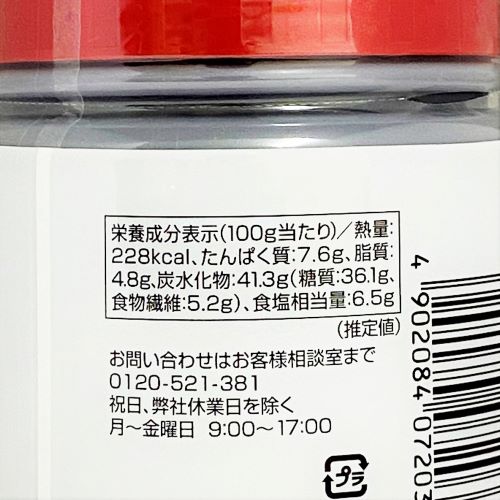 栄養成分表示(100g当たり)／熱量:
228kcal、たんぱく質:7.6g、脂質:
4.8g、炭水化物:41.3g(糖質:36.1g、
食物繊維:5.2g)、食塩相当量:6.5g
(推定値)
お問い合わせはお客様相談室まで
0120-521-381
祝日、弊社休業日を除く
月～金曜日 9:00～17:00
プラ
4 902084 07203